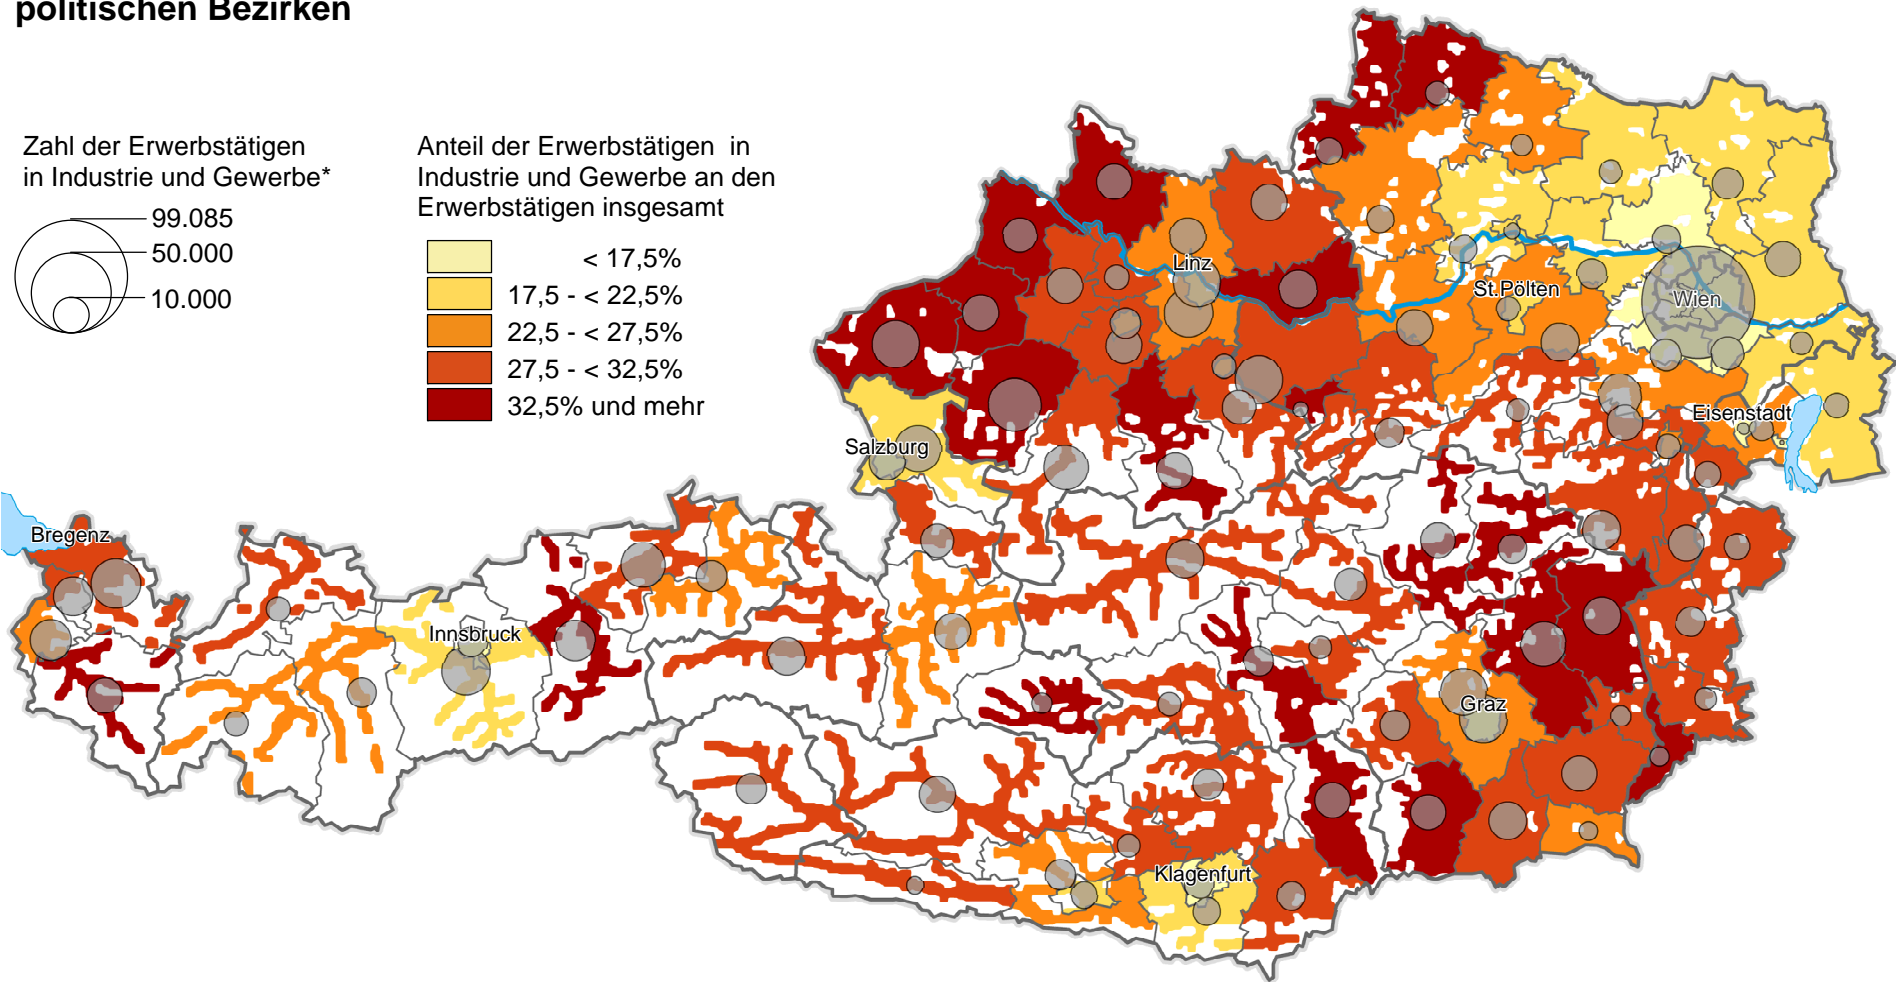 politischen Bezirken
Zahl der Erwerbstätigen
in Industrie und Gewerbe*
99.085
50.000
10.000
Anteil der Erwerbstätigen in
Industrie und Gewerbe an den
Erwerbstätigen insgesamt
< 17,5%
17,5 - < 22,5%
22,5 - < 27,5%
27,5 - < 32,5%
32,5% und mehr
Linz
St.Pölten
Wien
Eisenstadt
Salzburg
Bregenz
Innsbruck
Graz
Klagenfurt